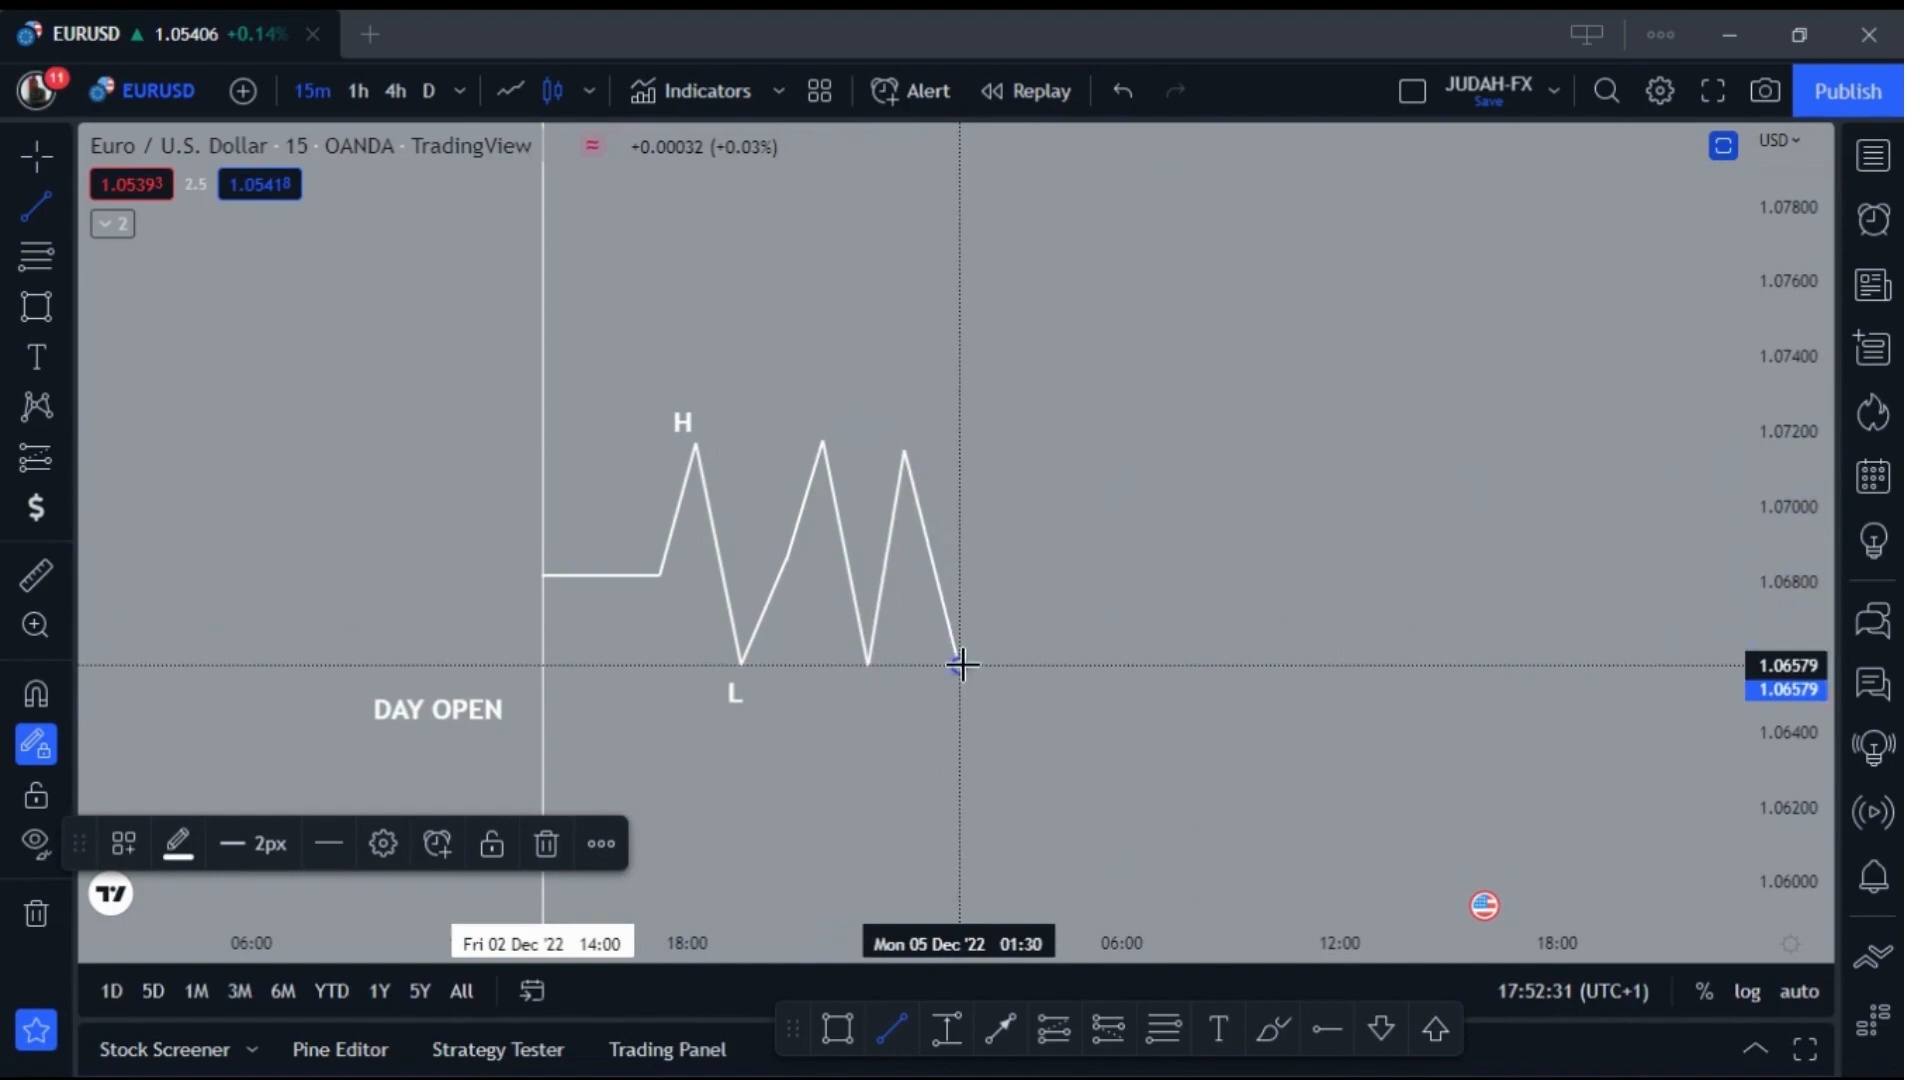 EURUSD ▲ 1.05406 +0.14%
11 EURUSD 15m 1h 4h D Indicators Alert Replay JUDAH-FX Save Publish
Euro / U.S. Dollar · 15 · OANDA · TradingView ≈ +0.00032 (+0.03%) USD
1.05393 2.5 1.05418
2
1.07800
1.07600
1.07400
1.07200
1.07000
1.06800
1.06579
1.06579
1.06400
1.06200
1.06000
H
L
DAY OPEN
2px
06:00 Fri 02 Dec '22 14:00 18:00 Mon 05 Dec '22 01:30 06:00 12:00 18:00
1D 5D 1M 3M 6M YTD 1Y 5Y All 17:52:31 (UTC+1) % log auto
Stock Screener Pine Editor Strategy Tester Trading Panel